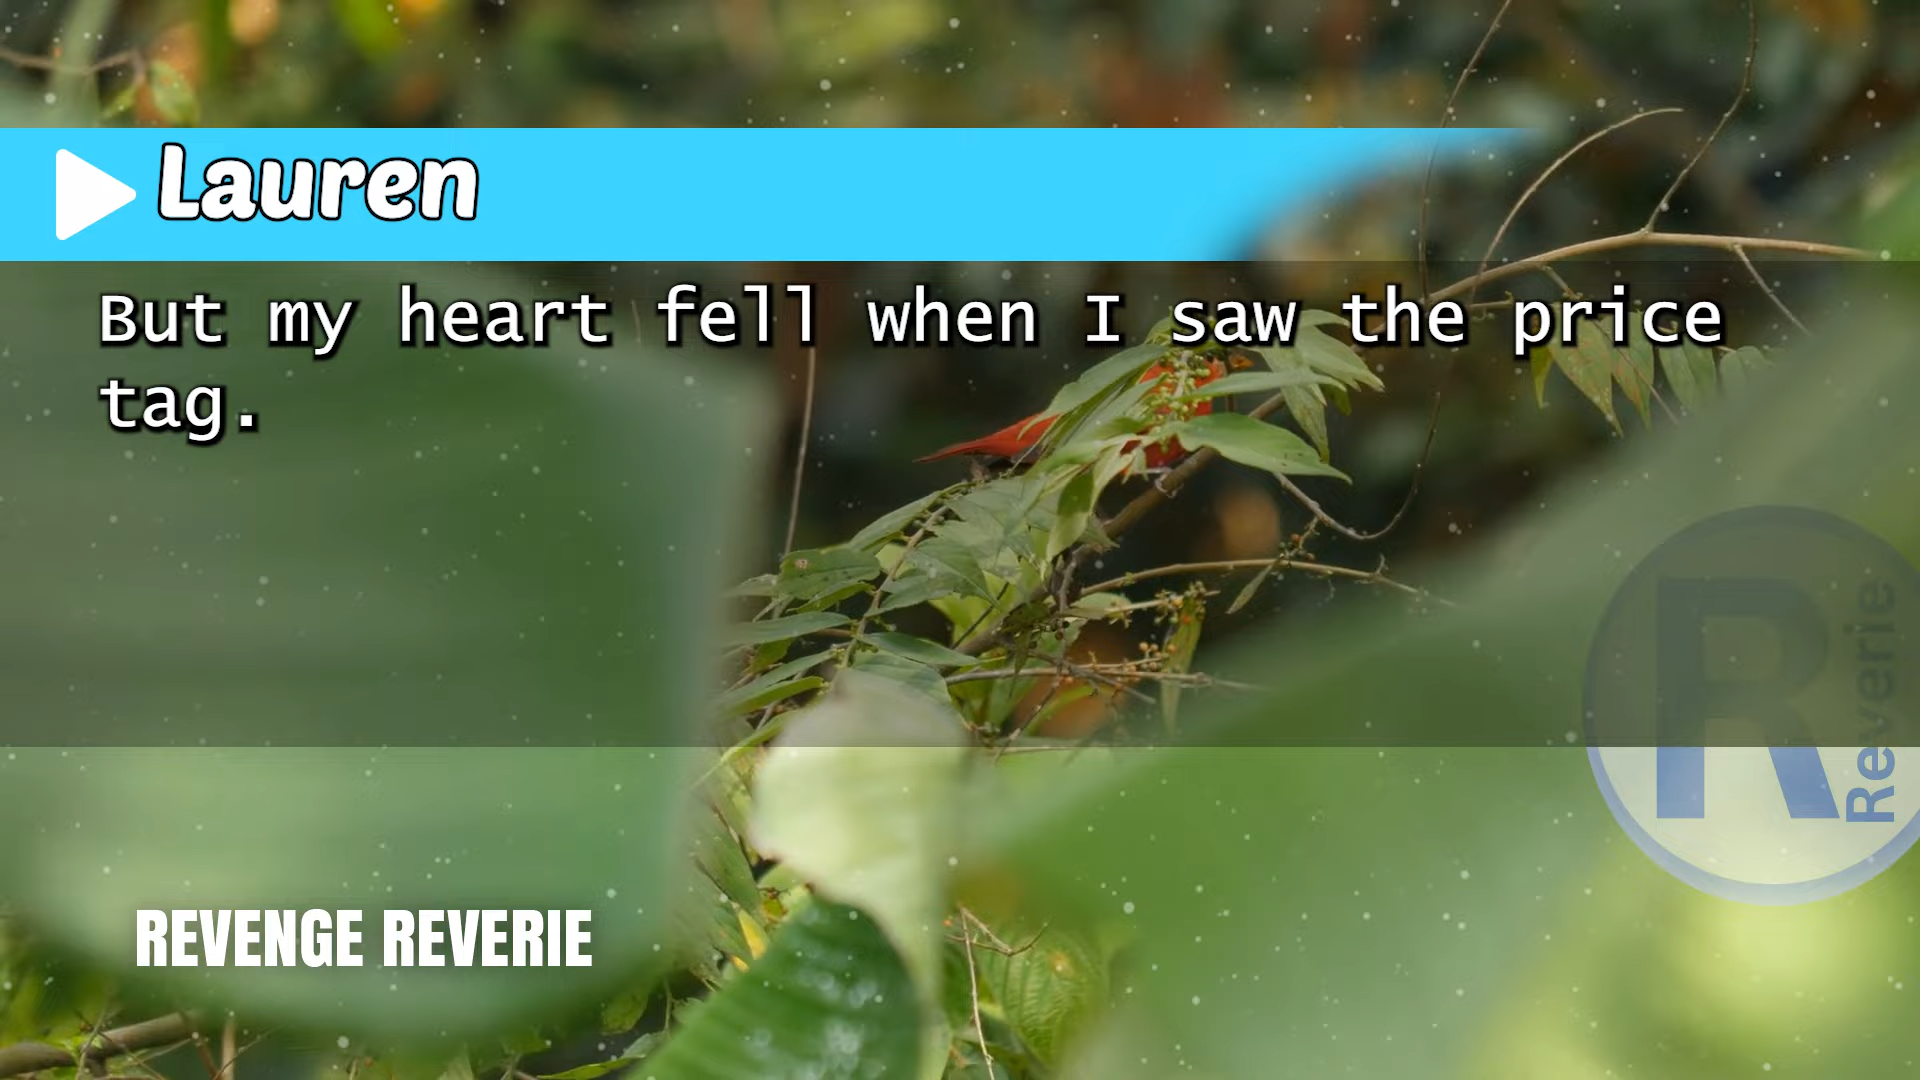 Lauren
But my heart fell when I saw the price
tag.
R
Reverie
REVENGE REVERIE